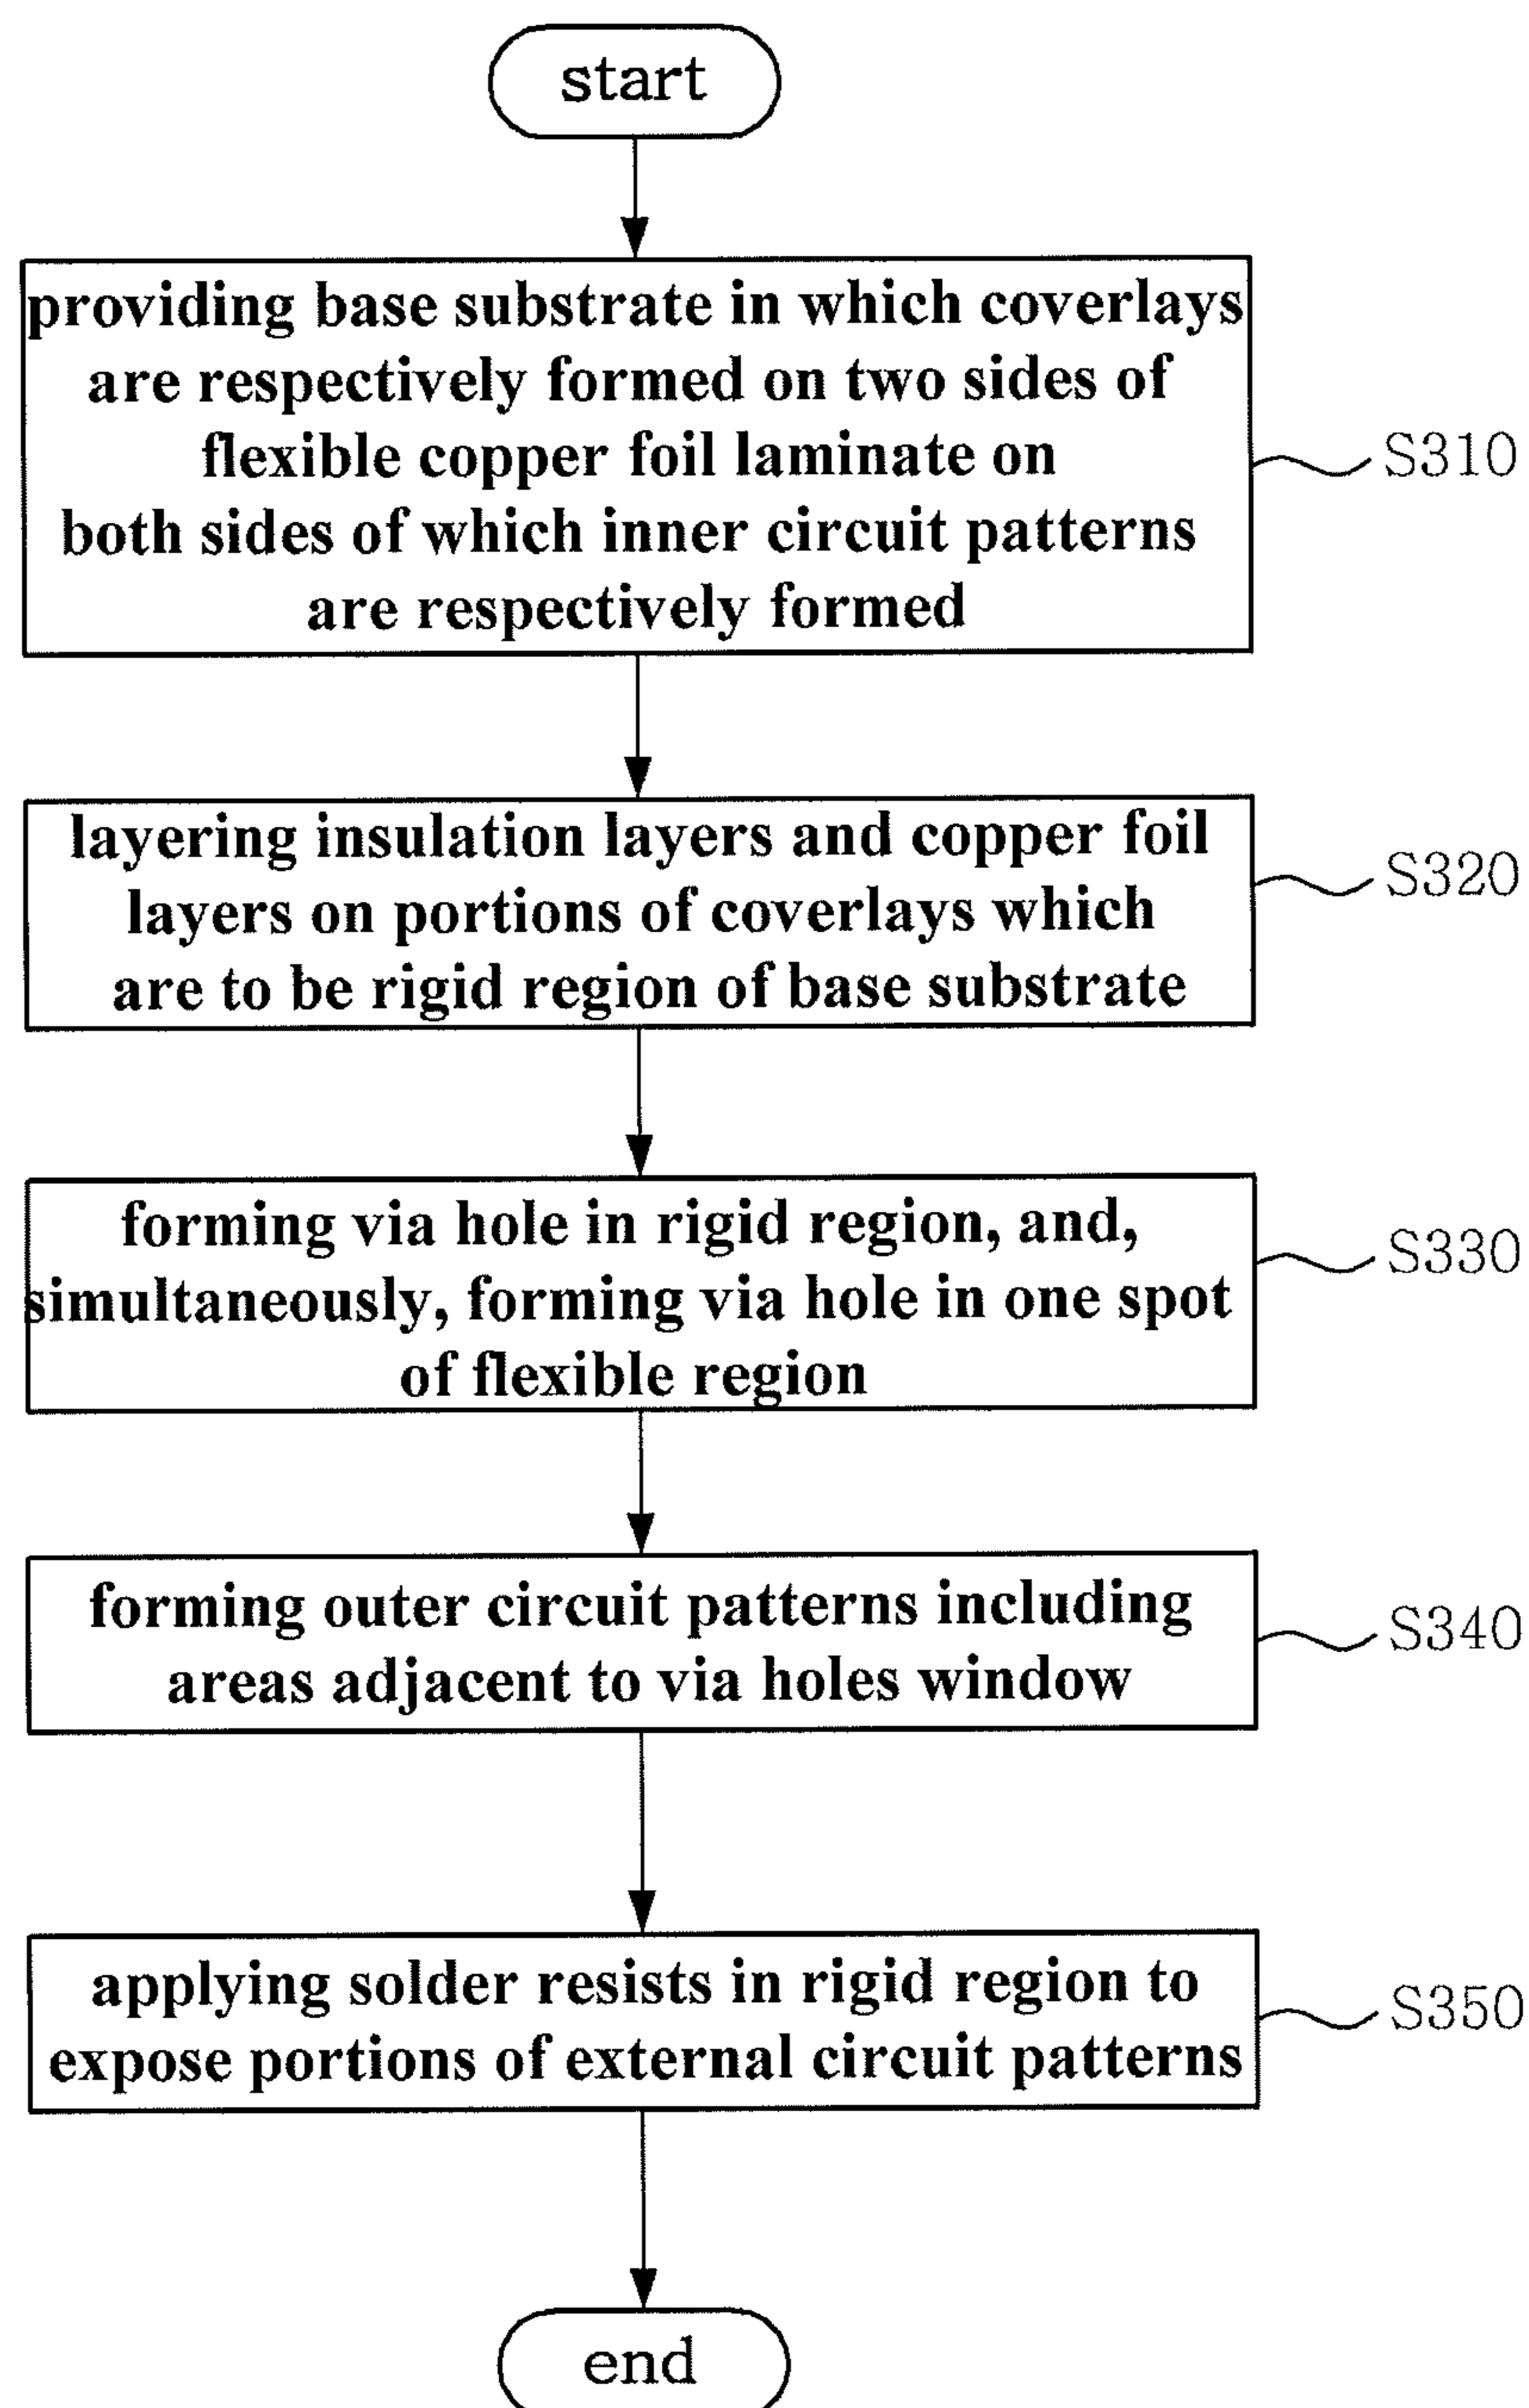 start
providing base substrate in which coverlays
are respectively formed on two sides of
flexible copper foil laminate on
both sides of which inner circuit patterns
are respectively formed
S310
layering insulation layers and copper foil
layers on portions of coverlays which
are to be rigid region of base substrate
S320
forming via hole in rigid region, and,
simultaneously, forming via hole in one spot
of flexible region
S330
forming outer circuit patterns including
areas adjacent to via holes window
S340
applying solder resists in rigid region to
expose portions of external circuit patterns
S350
end